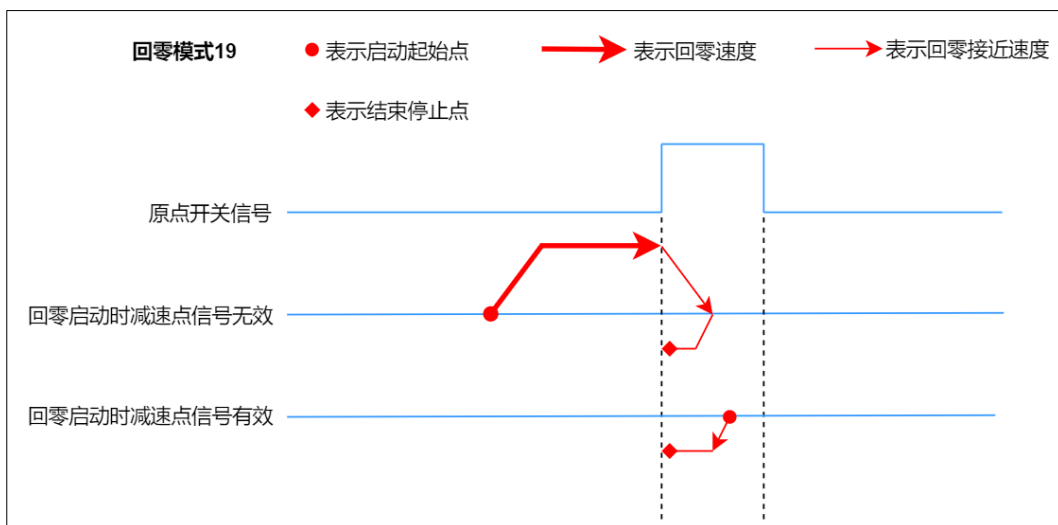 回零模式19
表示启动起始点
表示回零速度
表示回零接近速度
表示结束停止点
原点开关信号
回零启动时减速点信号无效
回零启动时减速点信号有效